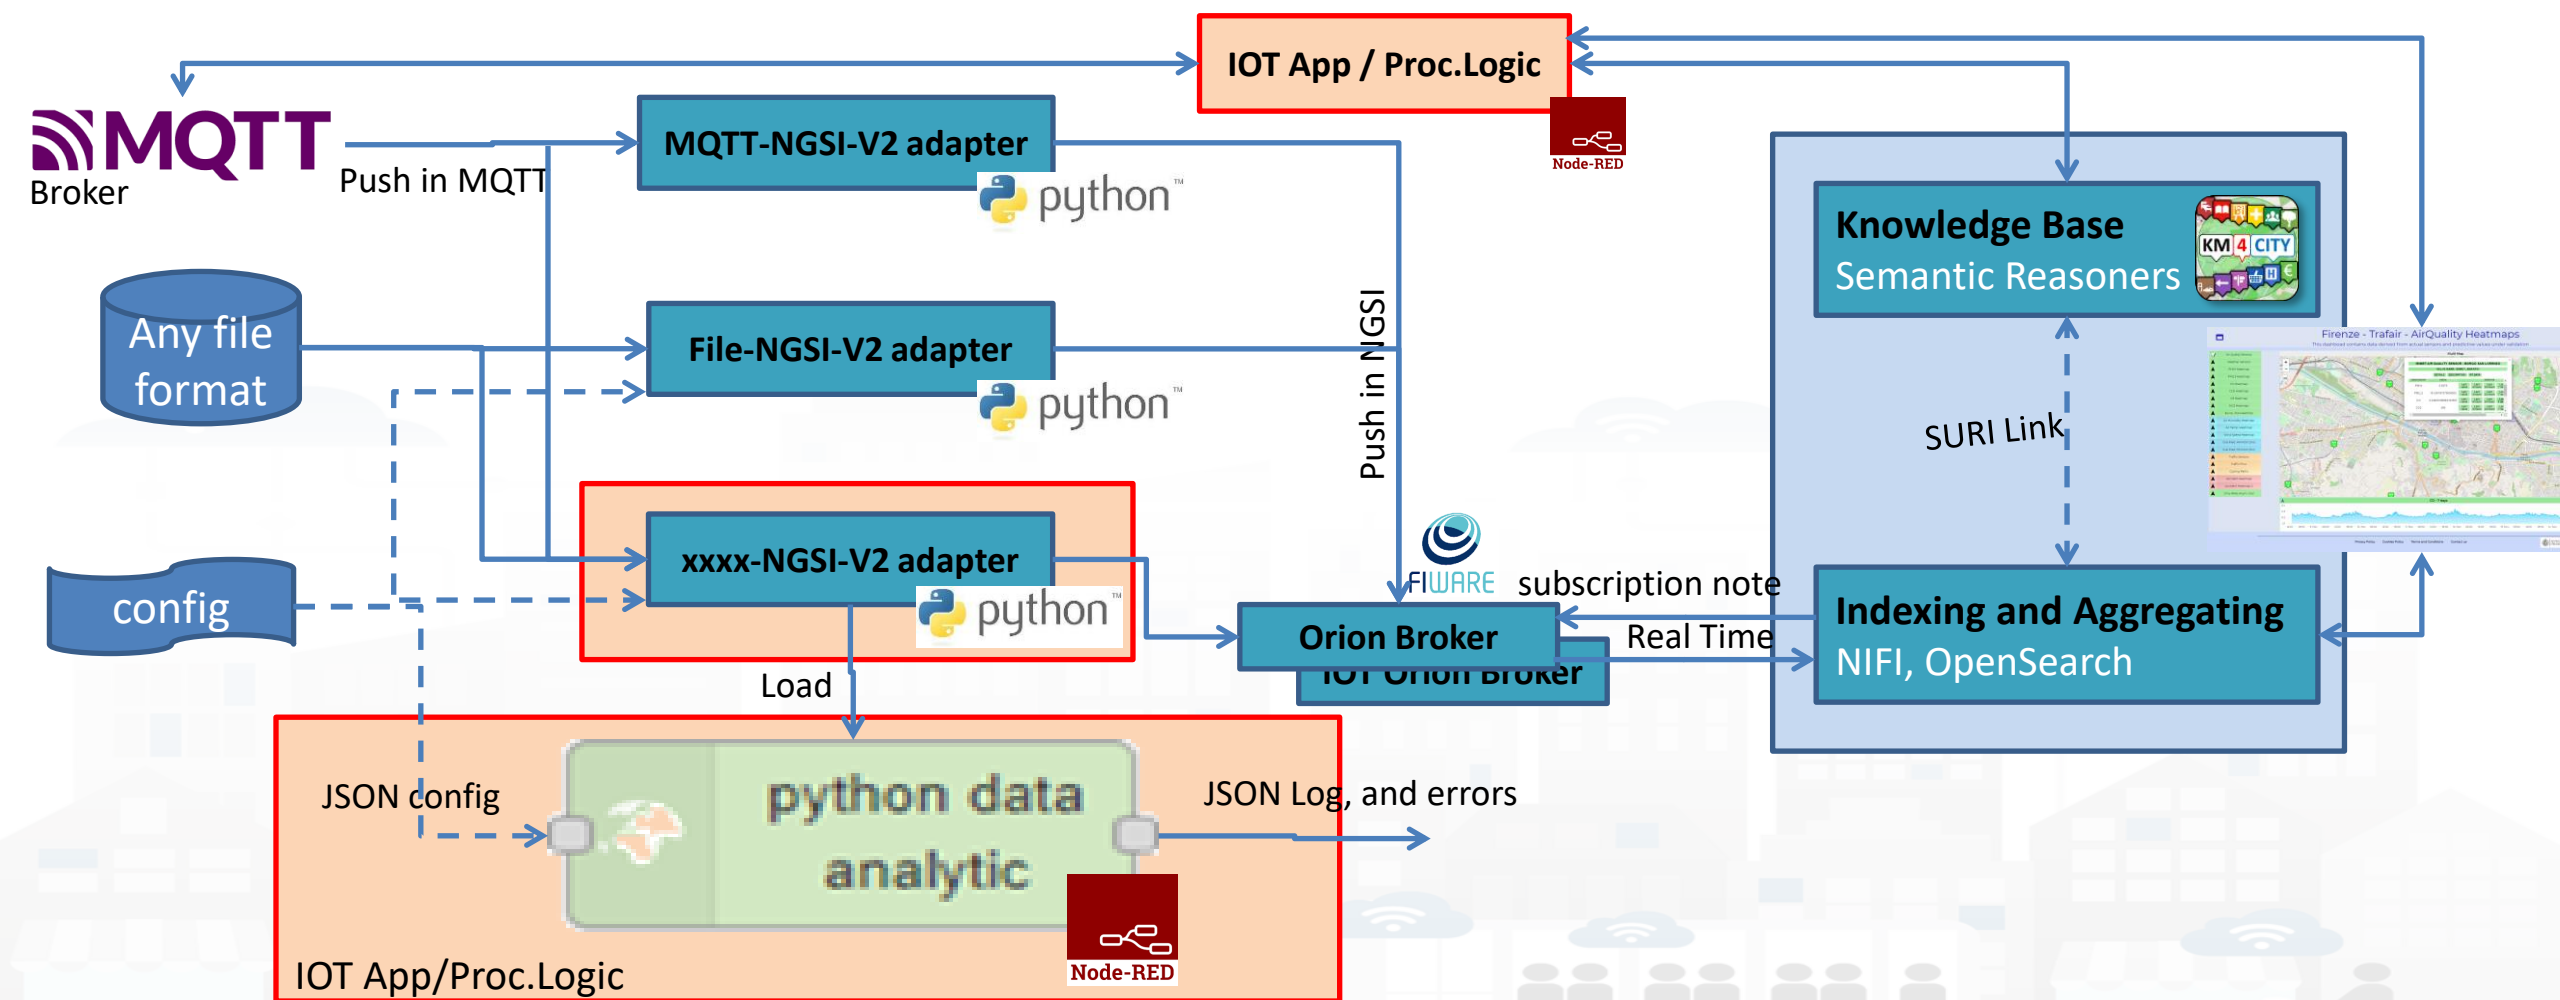 IOT App / Proc.Logic
Node-RED
MQTT
Broker
Push in MQTT
MQTT-NGSI-V2 adapter
python™
Knowledge Base
Semantic Reasoners
KM 4 CITY
Any file
format
File-NGSI-V2 adapter
python™
Push in NGSI
SURI Link
Firenze - Trafair - AirQuality Heatmaps
xxxx-NGSI-V2 adapter
python™
config
FIWARE
subscription note
Orion Broker
Real Time
IOT Orion Broker
Indexing and Aggregating
NIFI, OpenSearch
Load
JSON config
python data
analytic
JSON Log, and errors
Node-RED
IOT App/Proc.Logic